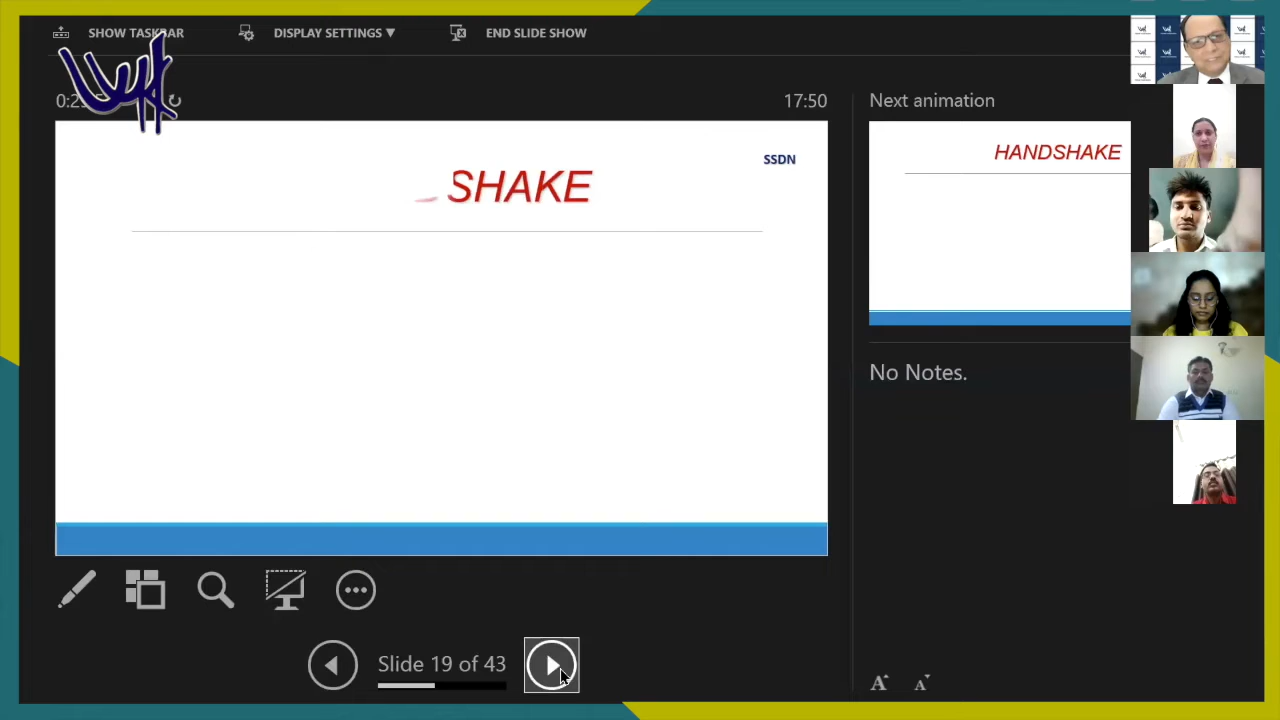 SHOW TASKBAR
DISPLAY SETTINGS ▼
END SLIDE SHOW
17:50
Next animation
SSDN
SHAKE
HANDSHAKE
No Notes.
Slide 19 of 43
A A